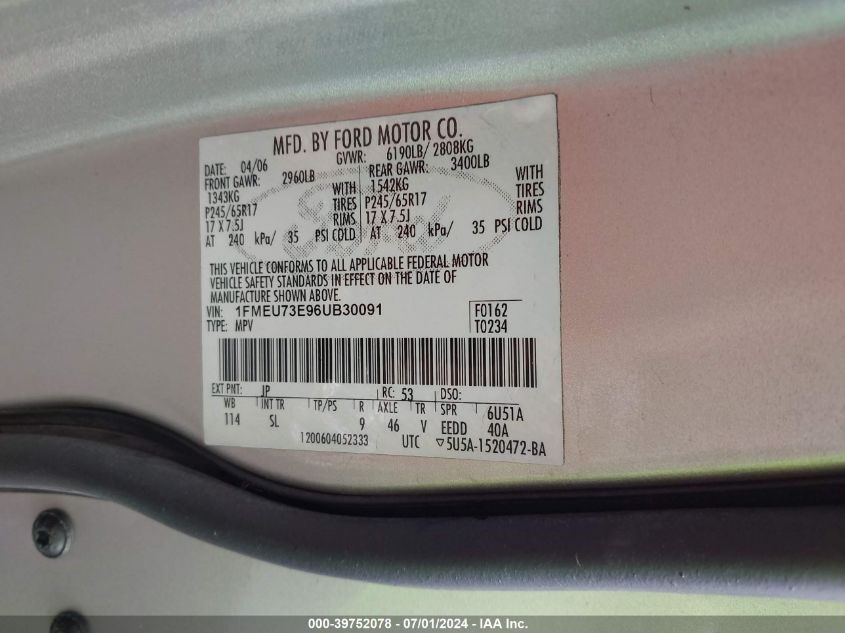 MFD. BY FORD MOTOR CO.
DATE: 04/06 GVWR: 6190LB/ 2808KG
FRONT GAWR: 2960LB REAR GAWR: 3400LB
1343KG WITH 1542KG WITH
P245/65R17 TIRES P245/65R17 TIRES
17 X 7.5J RIMS 17 X 7.5J RIMS
AT 240 kPa/ 35 PSI COLD AT 240 kPa/ 35 PSI COLD
THIS VEHICLE CONFORMS TO ALL APPLICABLE FEDERAL MOTOR
VEHICLE SAFETY STANDARDS IN EFFECT ON THE DATE OF
MANUFACTURE SHOWN ABOVE.
VIN: 1FMEU73E96UB30091 F0162
TYPE: MPV T0234
EXT PNT: JP RC: 53 DSO:
WB INT TR TP/PS R AXLE TR SPR 6U51A
114 SL 9 46 V EEDD 40A
1200604052333 UTC ▽5U5A-1520472-BA
000-39752078 - 07/01/2024 - IAA Inc.